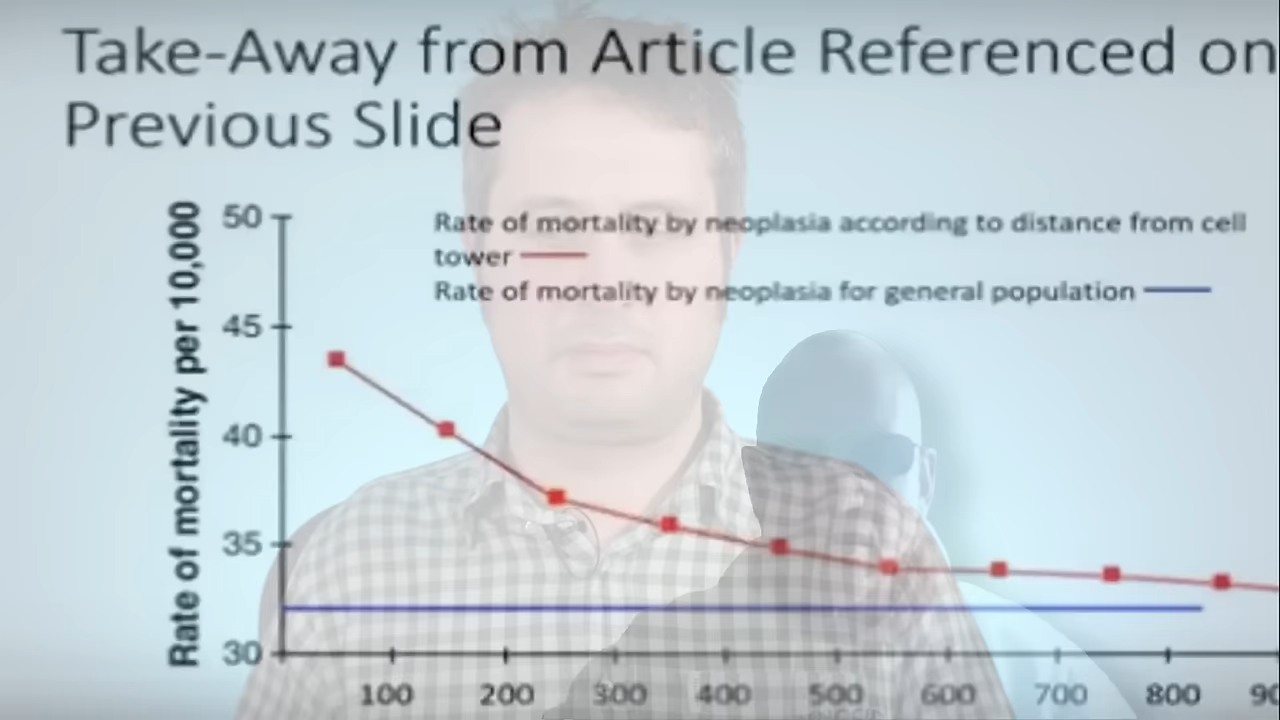 Take-Away from Article Referenced on
Previous Slide
Rate of mortality per 10,000
50
45
40
35
30
Rate of mortality by neoplasia according to distance from cell
tower
Rate of mortality by neoplasia for general population
100 200 300 400 500 600 700 800 90